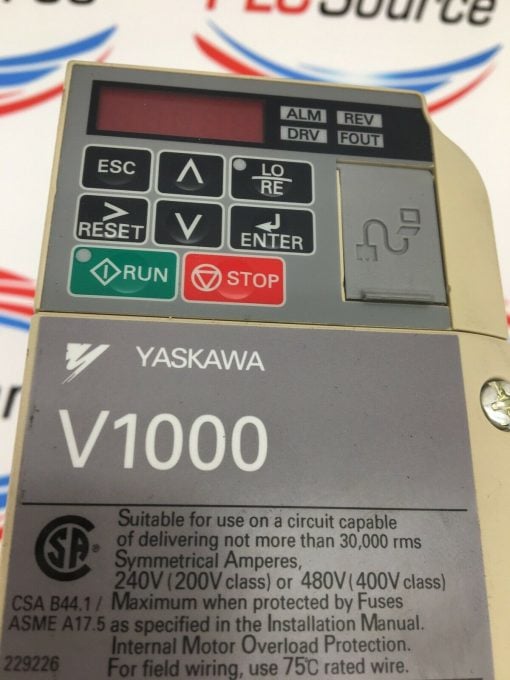 PLCSource
ALM REV
DRV FOUT
ESC
LO
RE
>
RESET
ENTER
RUN
STOP
YASKAWA
V1000
Suitable for use on a circuit capable
of delivering not more than 30,000 rms
Symmetrical Amperes,
240V (200V class) or 480V (400V class)
CSA B44.1 / Maximum when protected by Fuses
ASME A17.5 as specified in the Installation Manual.
Internal Motor Overload Protection.
229226 For field wiring, use 75℃ rated wire.